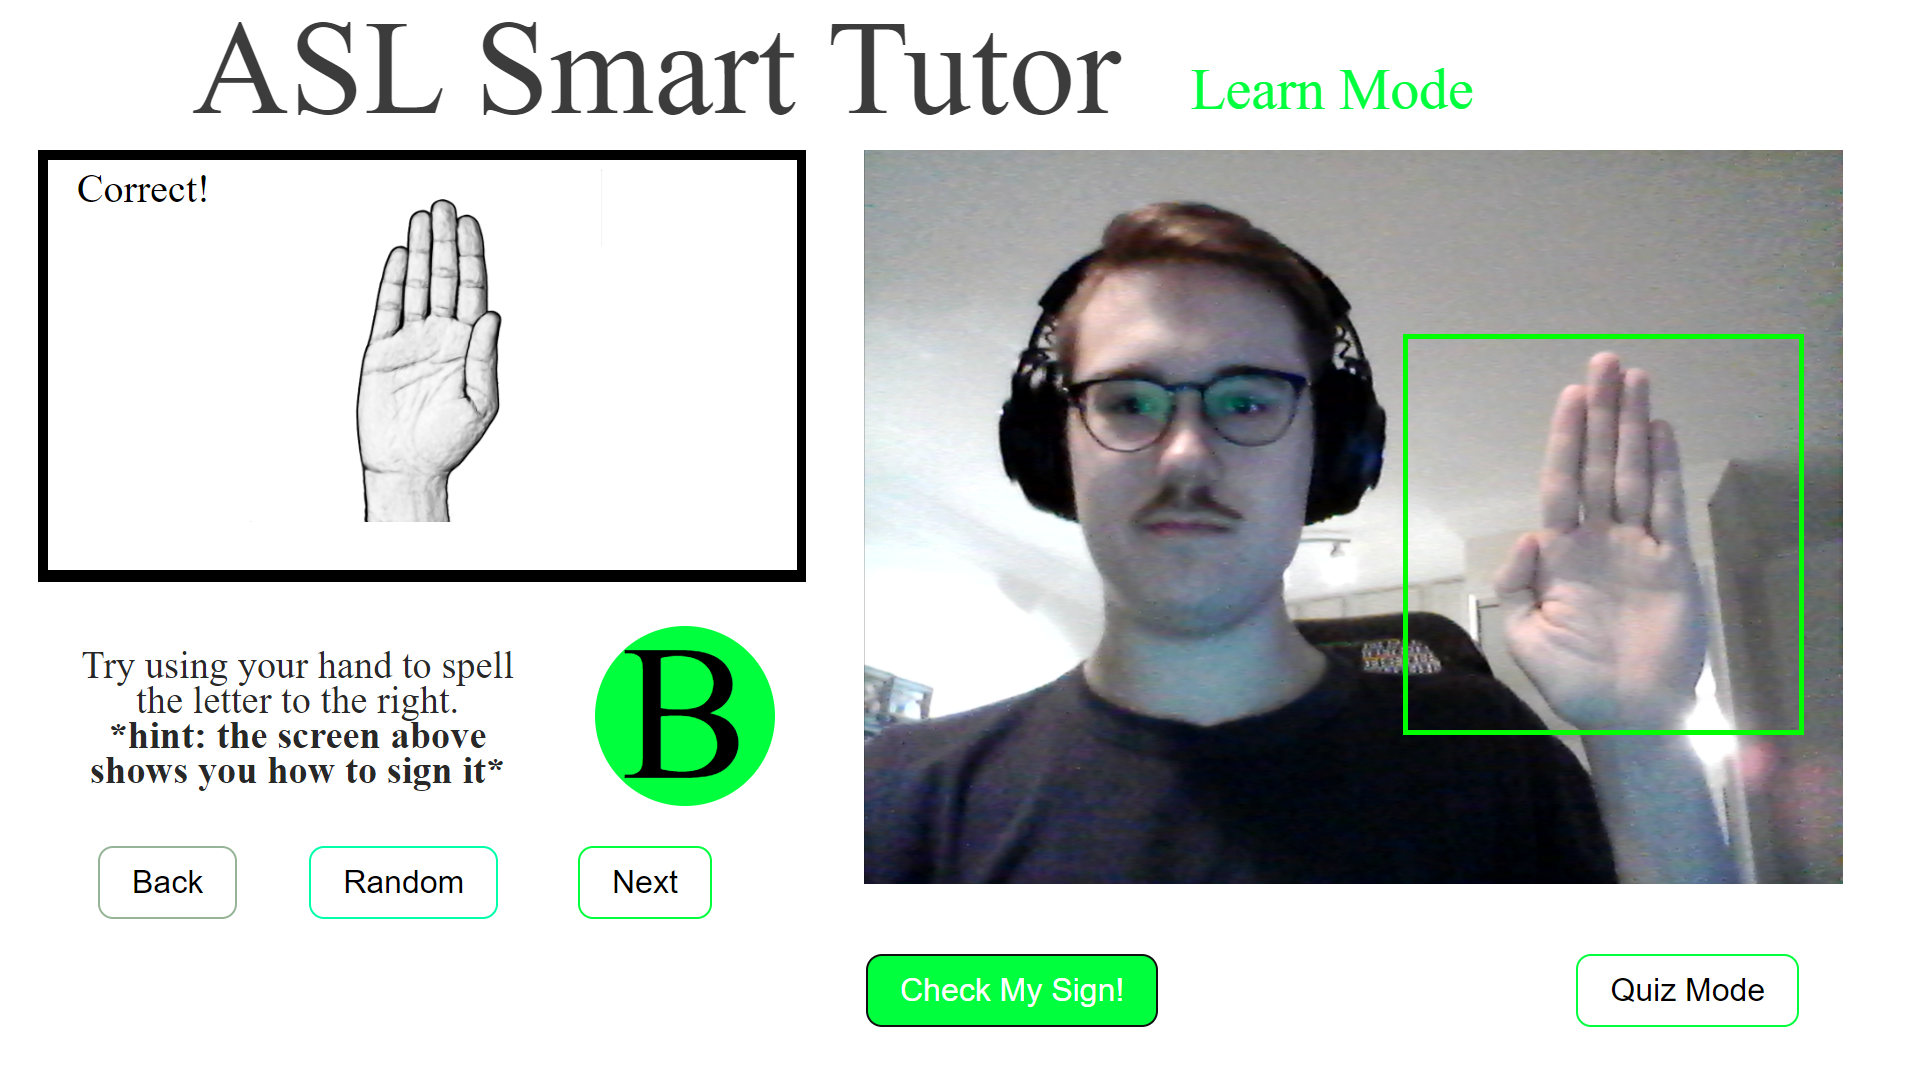 ASL Smart Tutor Learn Mode
Correct!
Try using your hand to spell
the letter to the right.
*hint: the screen above
shows you how to sign it*
B
Back
Random
Next
Check My Sign!
Quiz Mode